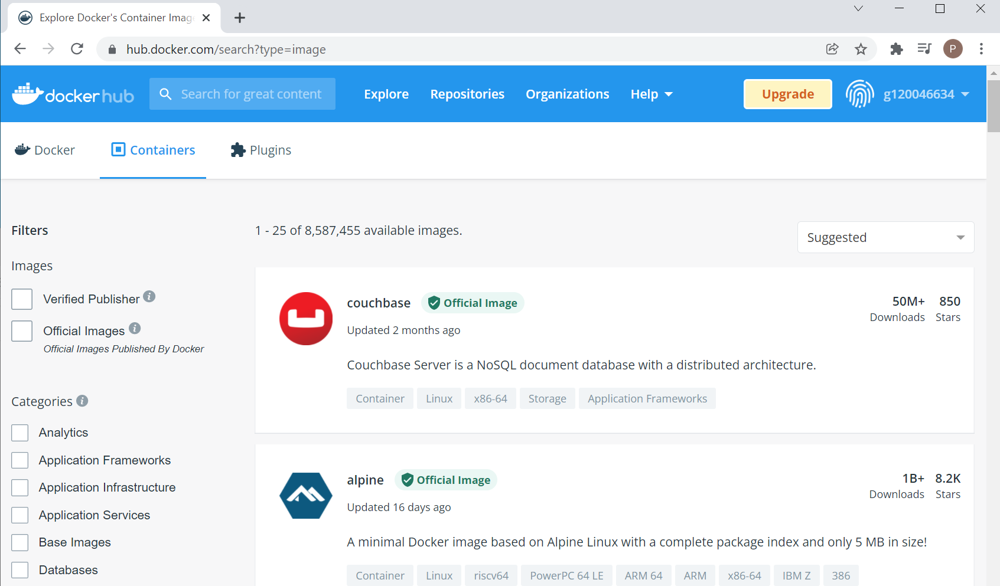 Explore Docker's Container Imag
hub.docker.com/search?type=image
P
docker hub
Search for great content
Explore
Repositories
Organizations
Help
Upgrade
g120046634
Docker
Containers
Plugins
Filters
1 - 25 of 8,587,455 available images.
Suggested
Images
Verified Publisher i
Official Images i
Official Images Published By Docker
Categories i
Analytics
Application Frameworks
Application Infrastructure
Application Services
Base Images
Databases
couchbase
Official Image
50M+ 850
Downloads Stars
Updated 2 months ago
Couchbase Server is a NoSQL document database with a distributed architecture.
Container Linux x86-64 Storage Application Frameworks
alpine
Official Image
1B+ 8.2K
Downloads Stars
Updated 16 days ago
A minimal Docker image based on Alpine Linux with a complete package index and only 5 MB in size!
Container Linux riscv64 PowerPC 64 LE ARM 64 ARM x86-64 IBM Z 386